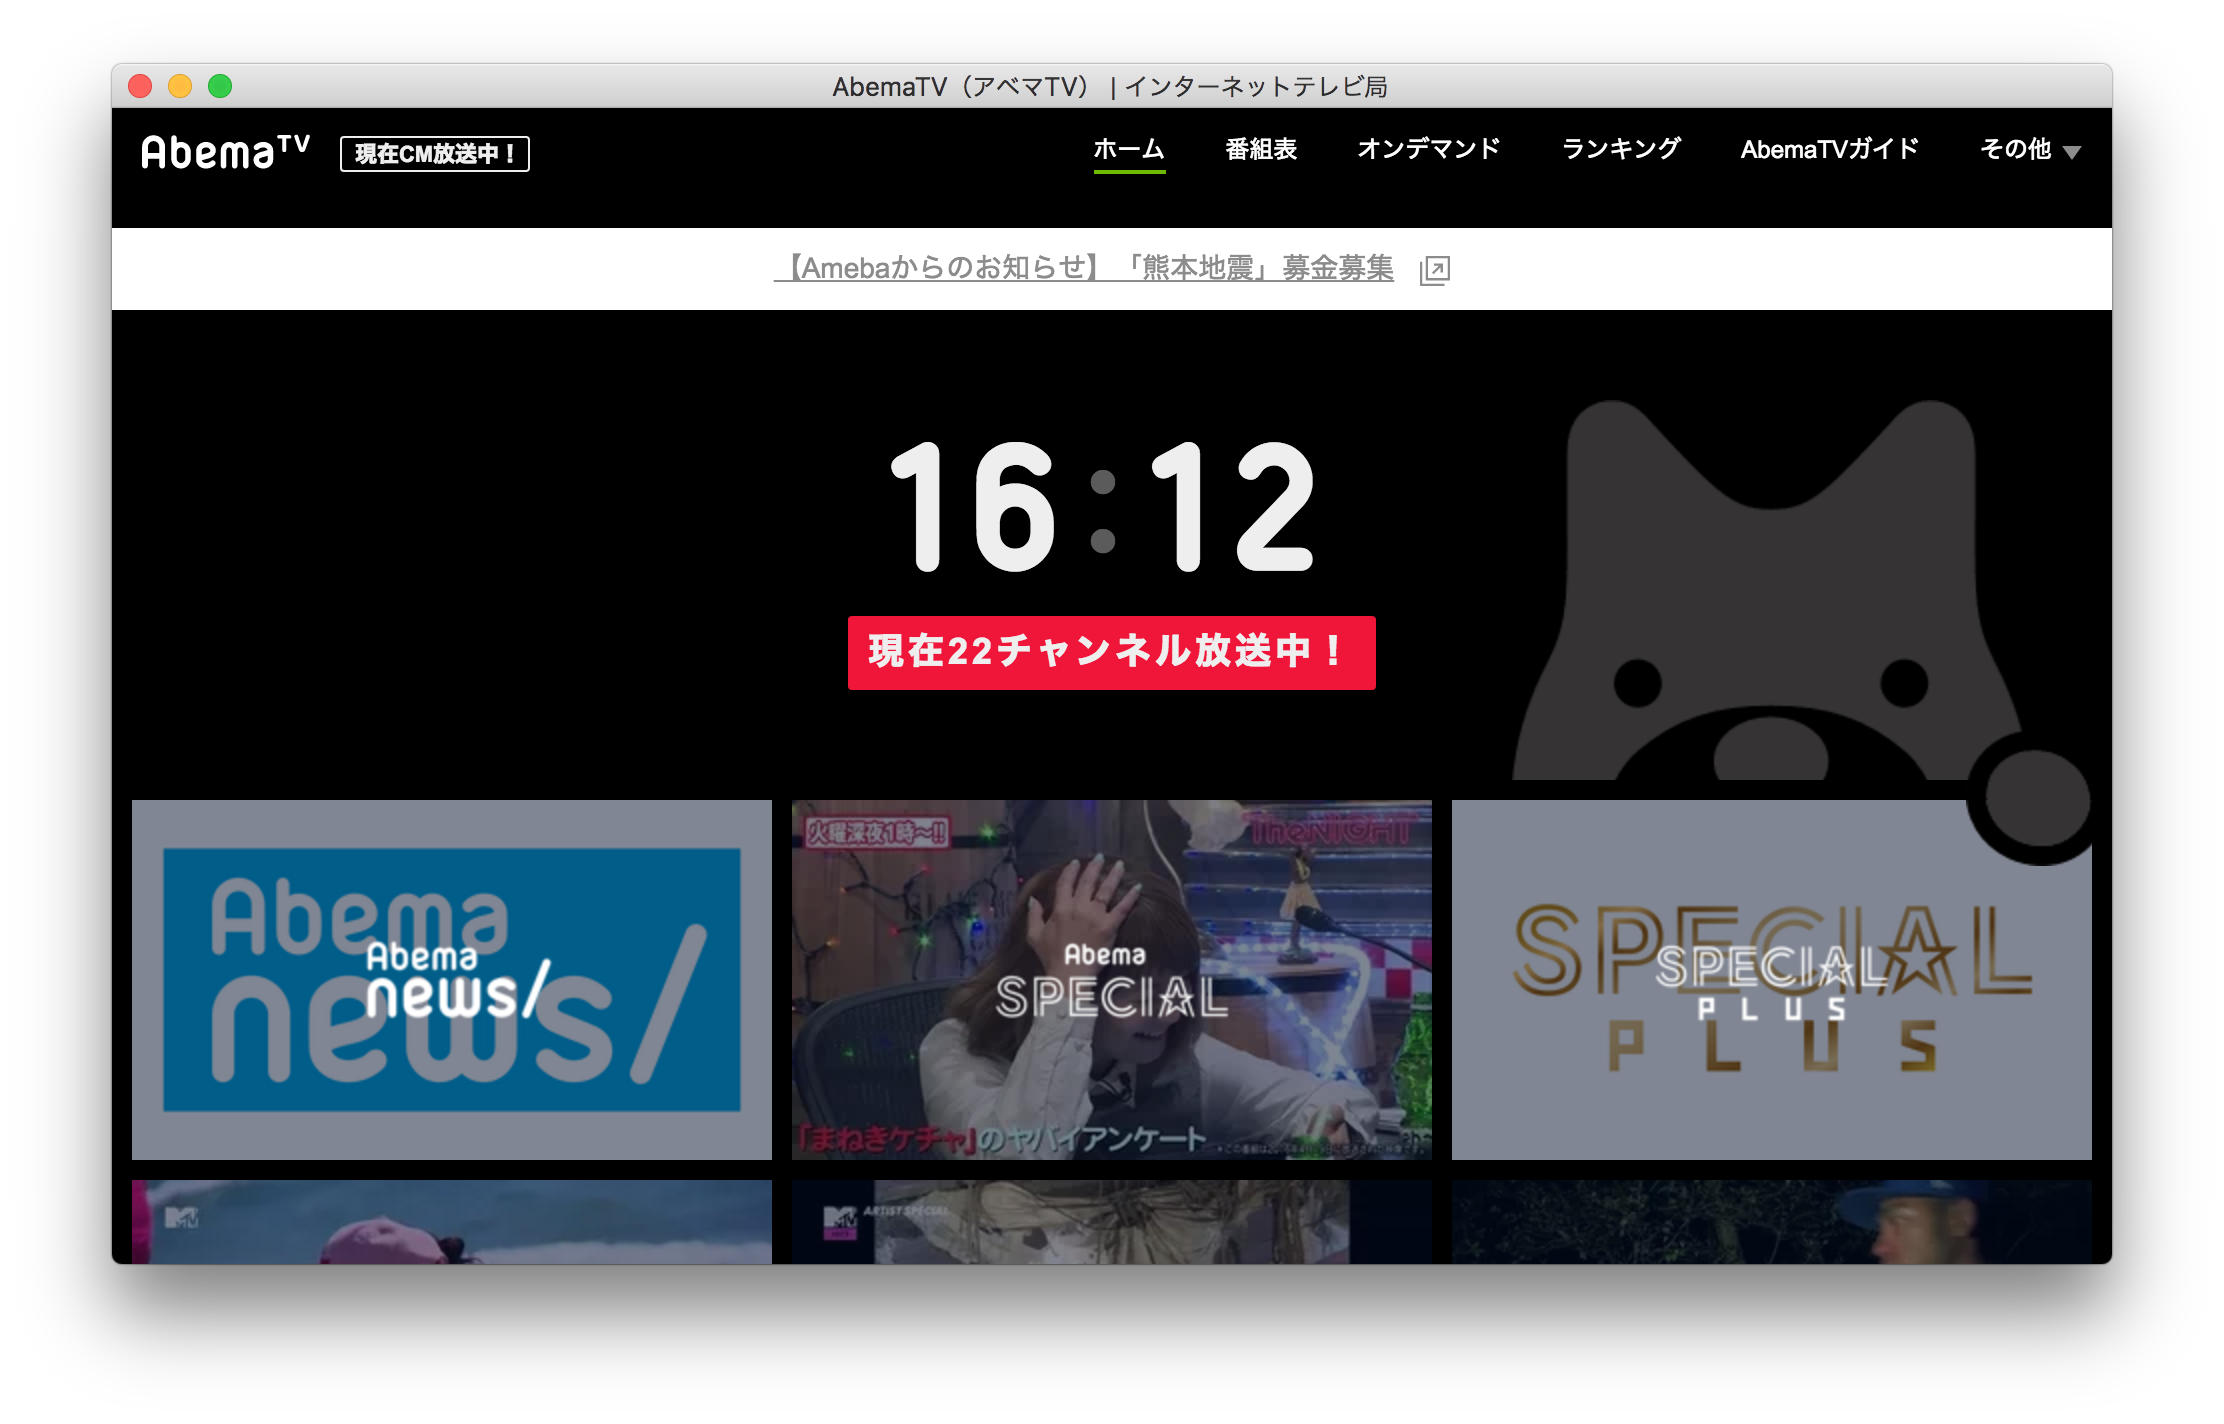 AbemaTV（アベマTV） | インターネットテレビ局
AbemaTV 現在CM放送中！ ホーム 番組表 オンデマンド ランキング AbemaTVガイド その他
【Amebaからのお知らせ】「熊本地震」募金募集
16:12
現在22チャンネル放送中！
Abema
news/
Abema
news/
火曜深夜1時〜!! TheNIGHT
Abema
SPECIAL
「まねきケチャ」のヤバイアンケート
SPECIAL
PLUS
SPECIAL
PLUS
MTV
MTV ARTIST SPECIAL